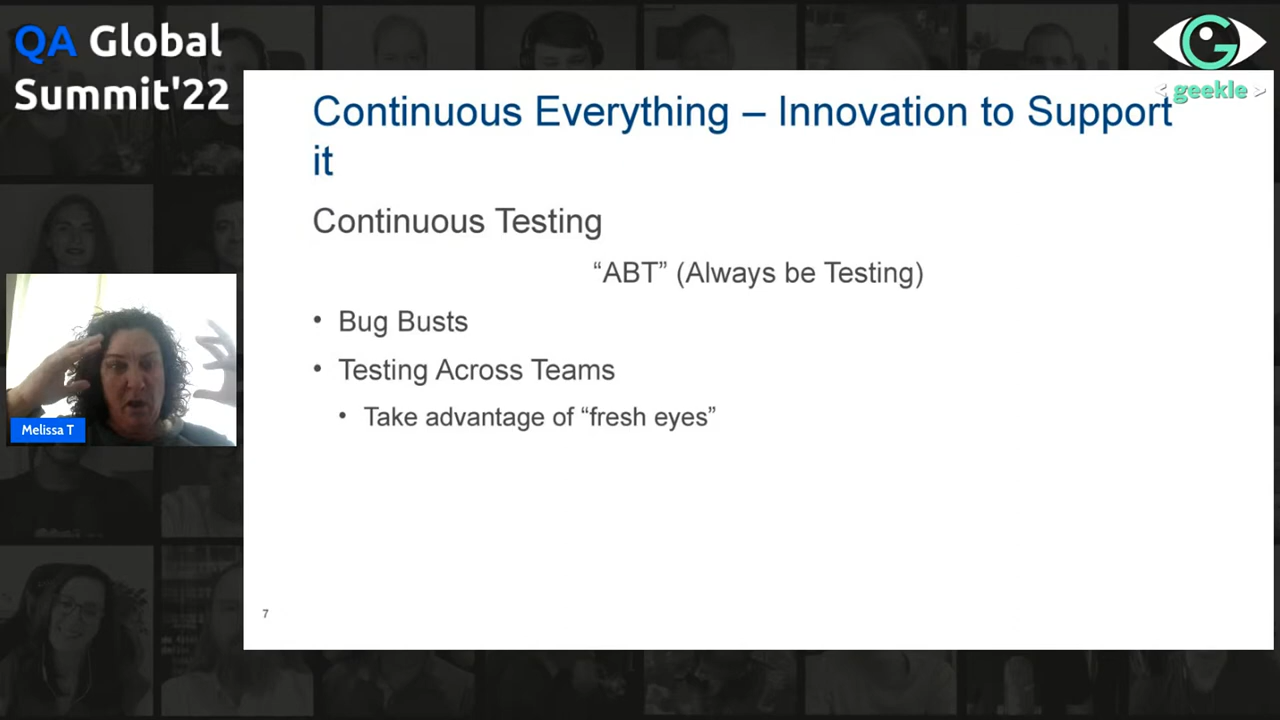 QA Global
Summit'22
< geekle >
Continuous Everything – Innovation to Support
it
Continuous Testing
“ABT” (Always be Testing)
• Bug Busts
• Testing Across Teams
• Take advantage of “fresh eyes”
Melissa T
7